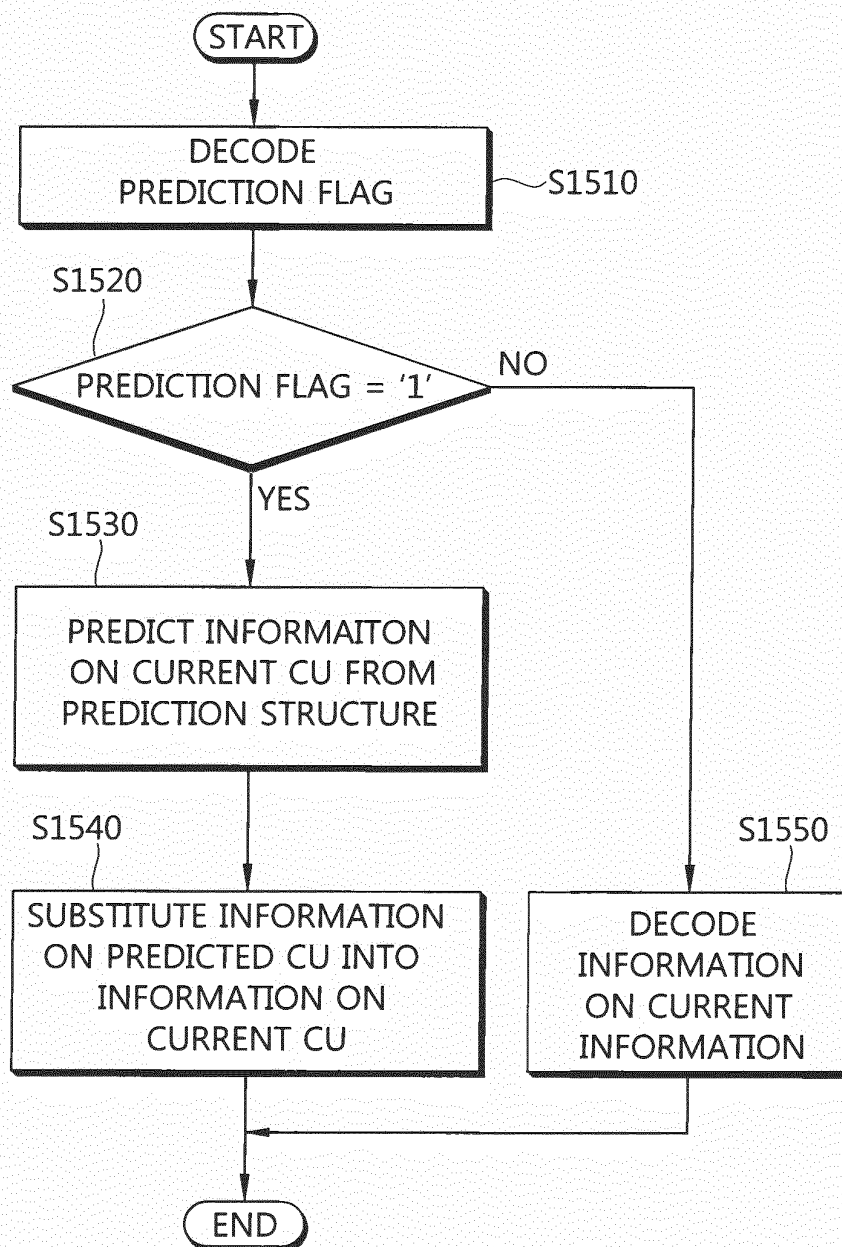 START
DECODE
PREDICTION FLAG
S1510
S1520
PREDICTION FLAG = '1'
NO
YES
S1530
PREDICT INFORMAITON
ON CURRENT CU FROM
PREDICTION STRUCTURE
S1540
SUBSTITUTE INFORMATION
ON PREDICTED CU INTO
INFORMATION ON
CURRENT CU
S1550
DECODE
INFORMATION
ON CURRENT
INFORMATION
END